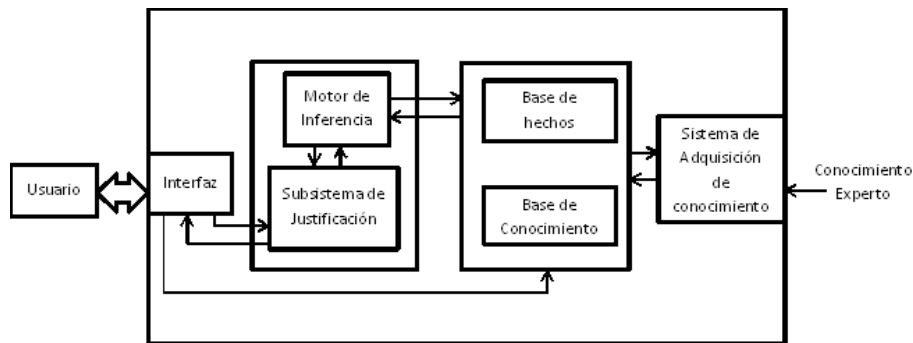 Usuario
Interfaz
Motor de
Inferencia
Subsistema de
Justificación
Base de
hechos
Base de
Conocimiento
Sistema de
Adquisición
de
conocimiento
Conocimiento
Experto